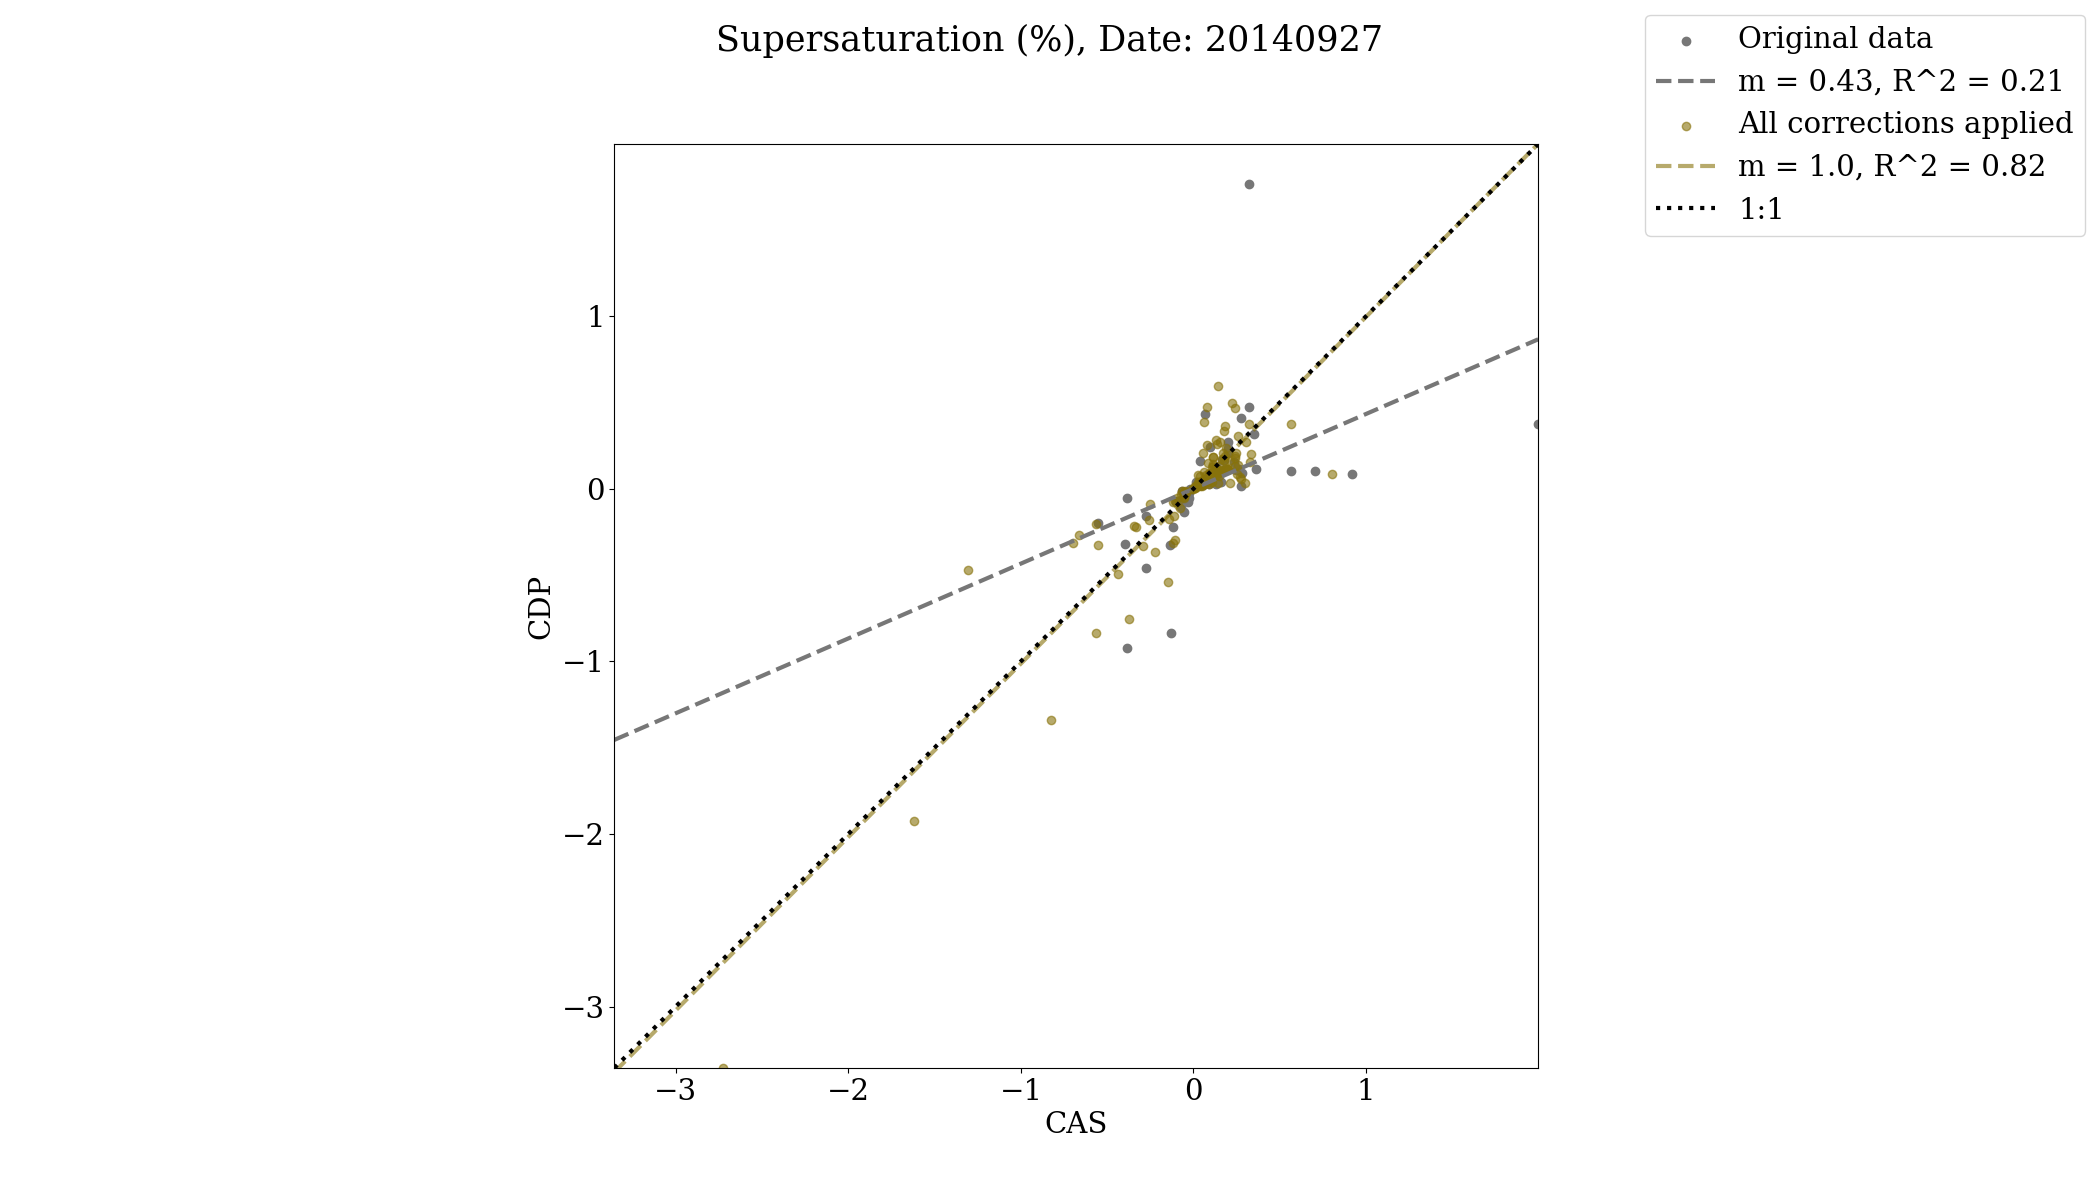 Supersaturation (%), Date: 20140927
Original data
m = 0.43, R^2 = 0.21
All corrections applied
m = 1.0, R^2 = 0.82
1:1
CDP
1
0
−1
−2
−3
−3 −2 −1 0 1
CAS